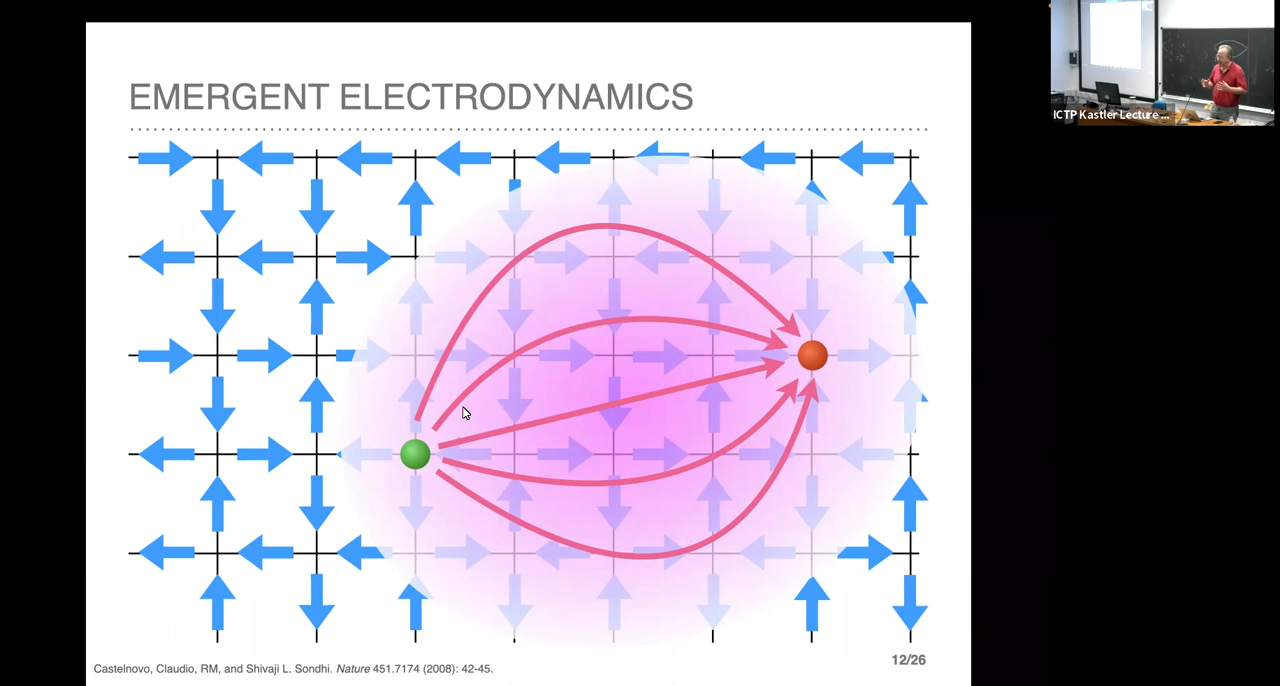 EMERGENT ELECTRODYNAMICS
ICTP Kastler Lecture ...
12/26
Castelnovo, Claudio, RM, and Shivaji L. Sondhi. Nature 451.7174 (2008): 42-45.